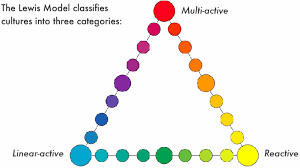 The Lewis Model classifies
cultures into three categories:
Multi-active
Linear-active
Reactive